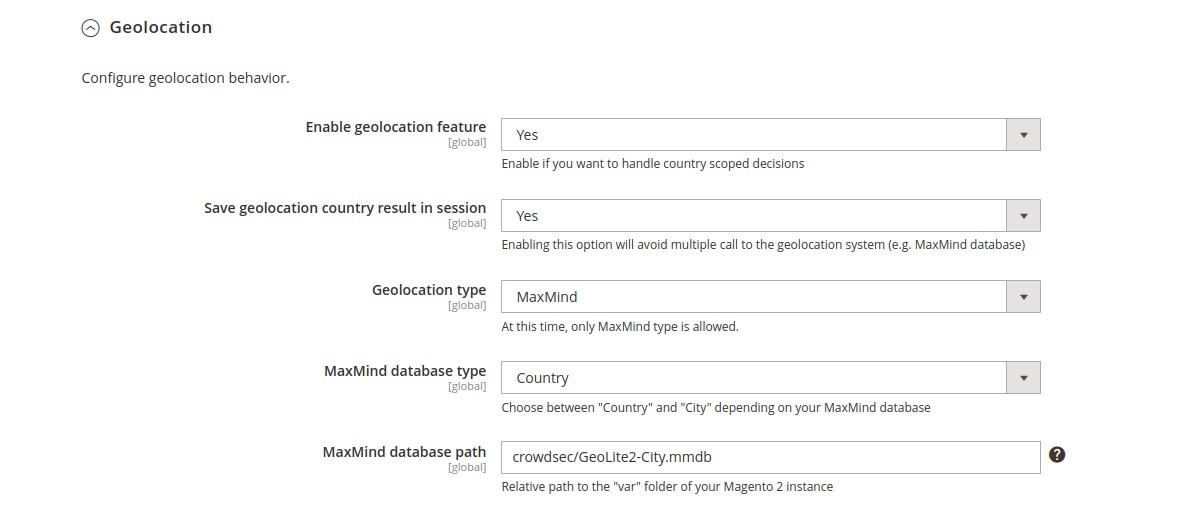 Geolocation
Configure geolocation behavior.
Enable geolocation feature
[global]
Yes
Enable if you want to handle country scoped decisions
Save geolocation country result in session
[global]
Yes
Enabling this option will avoid multiple call to the geolocation system (e.g. MaxMind database)
Geolocation type
[global]
MaxMind
At this time, only MaxMind type is allowed.
MaxMind database type
[global]
Country
Choose between "Country" and "City" depending on your MaxMind database
MaxMind database path
[global]
crowdsec/GeoLite2-City.mmdb
?
Relative path to the "var" folder of your Magento 2 instance